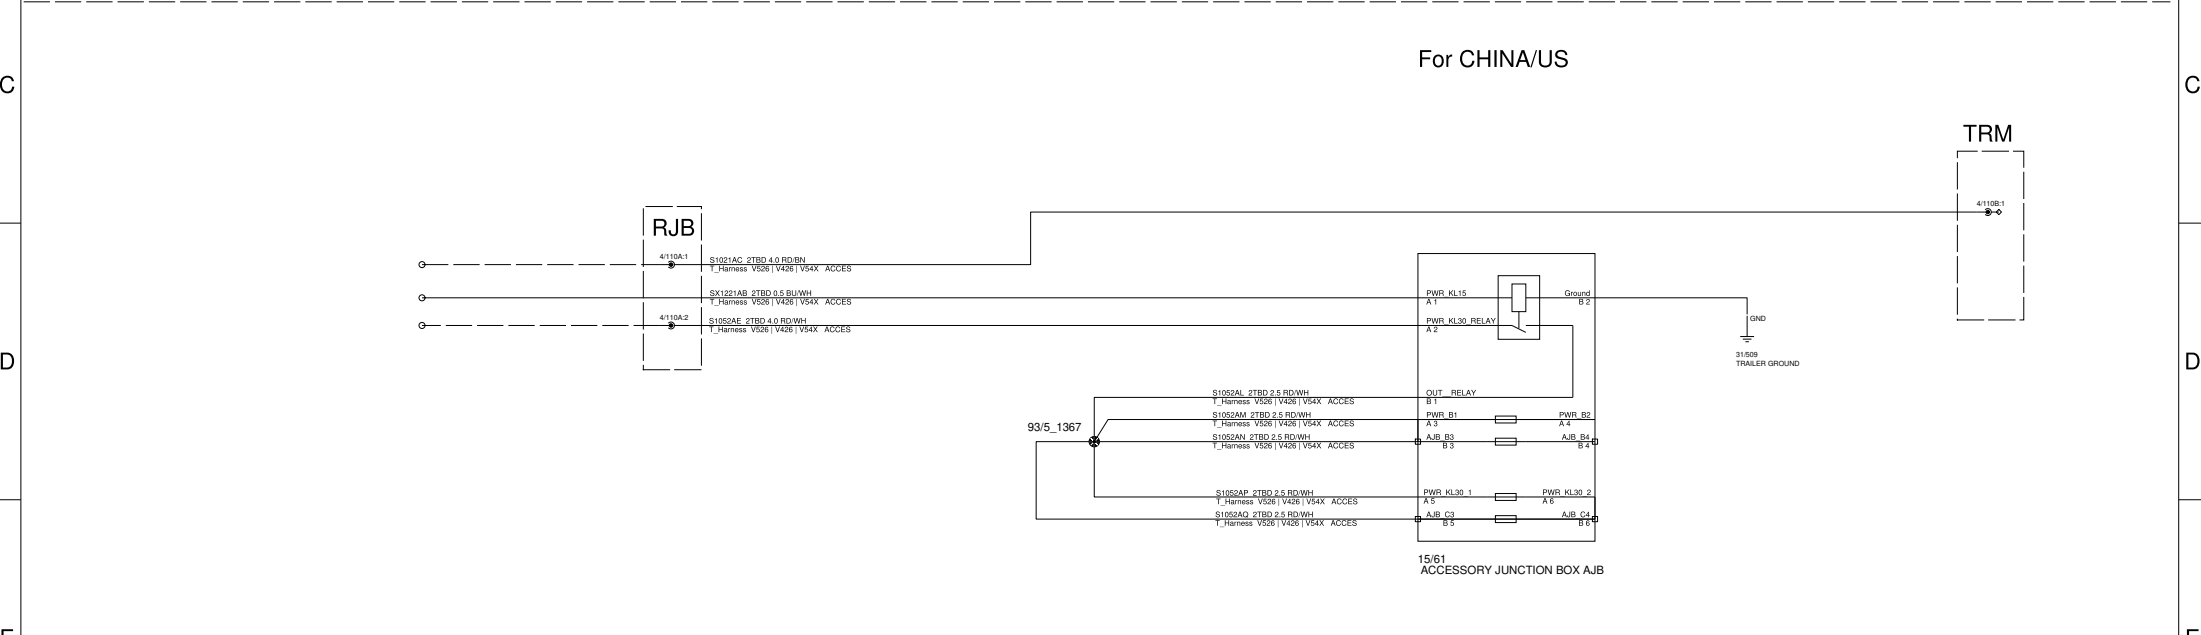 For CHINA/US
C
C
TRM
4/110B:1
RJB
4/110A:1
S1021AC 2TBD 4.0 RD/BN
T_Harness V526 | V426 | V54X ACCES
SX1221AB 2TBD 0.5 BU/WH
T_Harness V526 | V426 | V54X ACCES
4/110A:2
S1052AE 2TBD 4.0 RD/WH
T_Harness V526 | V426 | V54X ACCES
PWR_KL15
A 1
Ground
B 2
PWR_KL30_RELAY
A 2
GND
31/509
TRAILER GROUND
D
D
S1052AL 2TBD 2.5 RD/WH
T_Harness V526 | V426 | V54X ACCES
OUT__RELAY
B 1
S1052AM 2TBD 2.5 RD/WH
T_Harness V526 | V426 | V54X ACCES
PWR_B1
A 3
PWR_B2
A 4
93/5_1367
S1052AN 2TBD 2.5 RD/WH
T_Harness V526 | V426 | V54X ACCES
AJB_B3
B 3
AJB_B4
B 4
S1052AP 2TBD 2.5 RD/WH
T_Harness V526 | V426 | V54X ACCES
PWR_KL30_1
A 5
PWR_KL30_2
A 6
S1052AQ 2TBD 2.5 RD/WH
T_Harness V526 | V426 | V54X ACCES
AJB_C3
B 5
AJB_C4
B 6
15/61
ACCESSORY JUNCTION BOX AJB